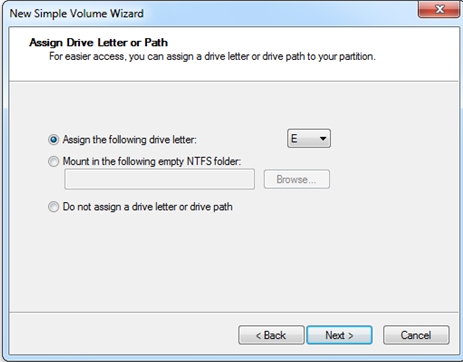 New Simple Volume Wizard
Assign Drive Letter or Path
For easier access, you can assign a drive letter or drive path to your partition.
Assign the following drive letter: E
Mount in the following empty NTFS folder:
Browse...
Do not assign a drive letter or drive path
< Back Next > Cancel